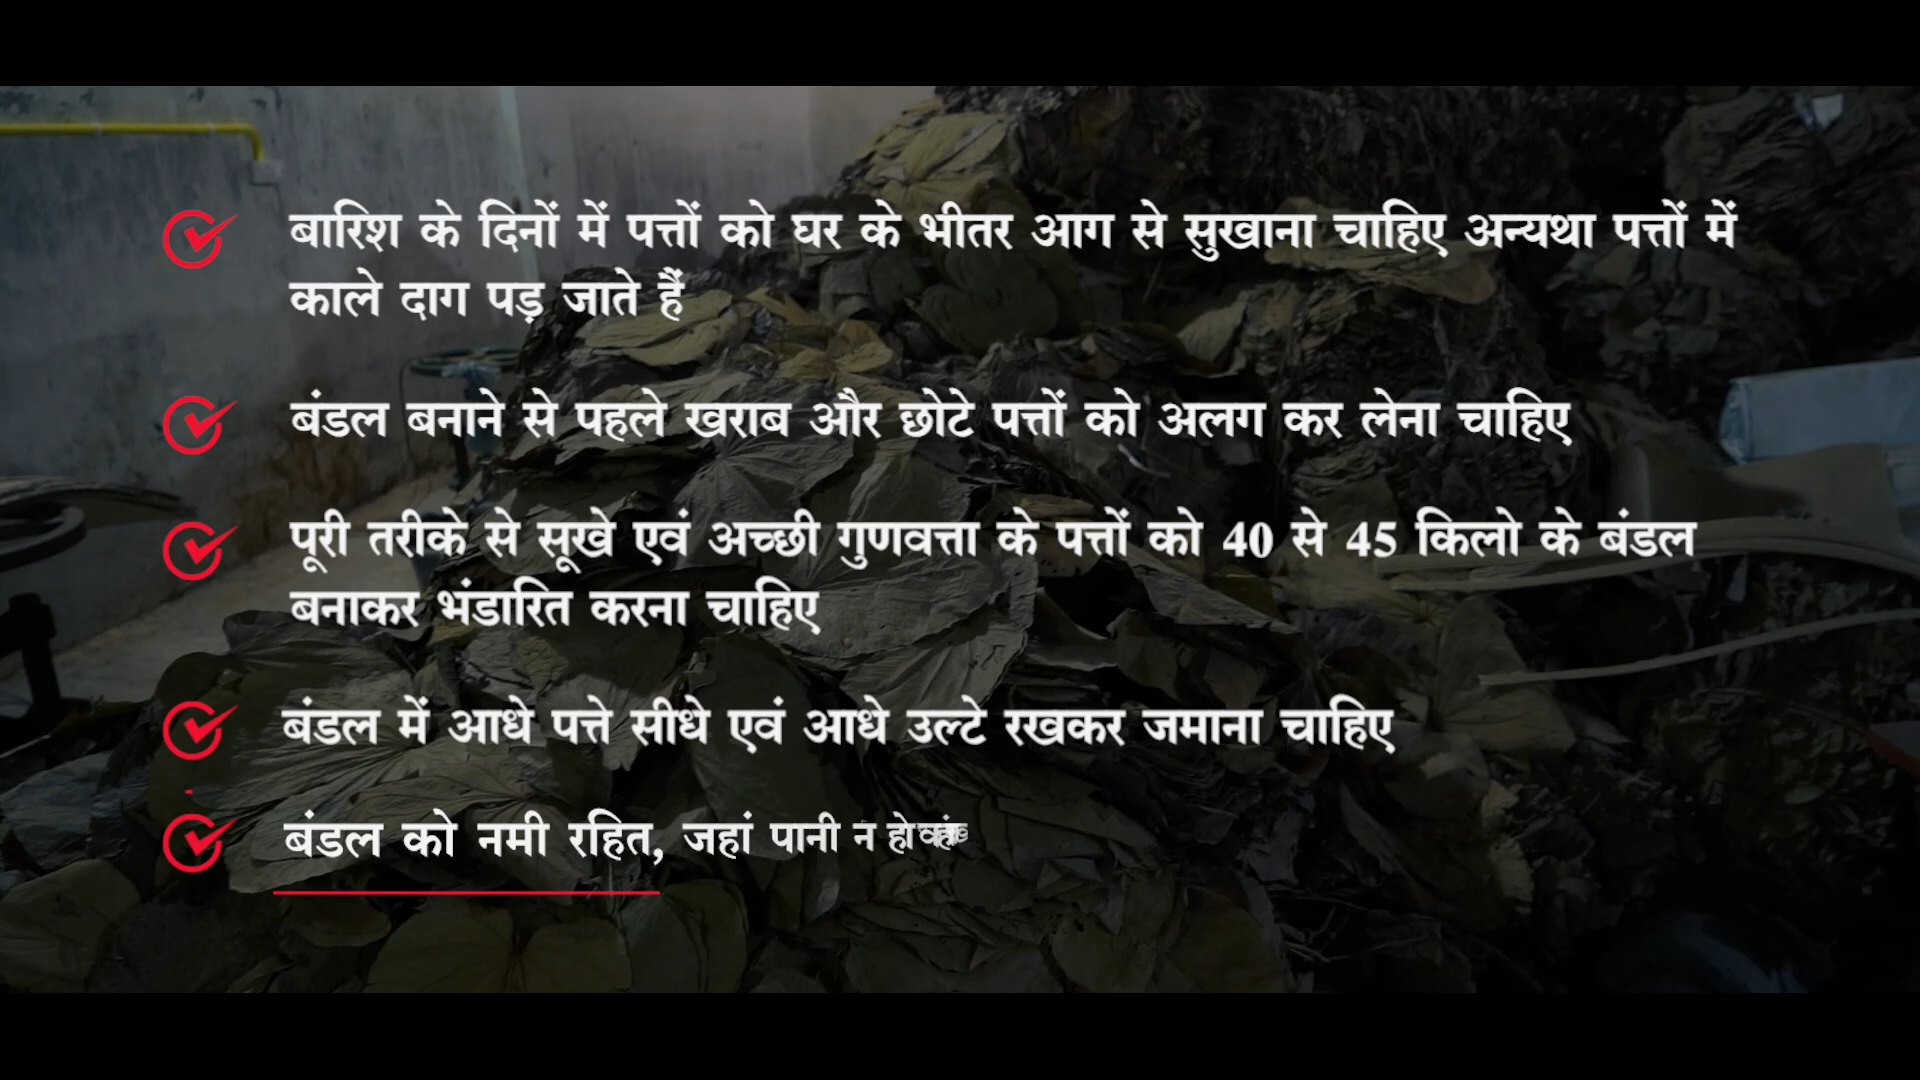 बारिश के दिनों में पत्तों को घर के भीतर आग से सुखाना चाहिए अन्यथा पत्तों में
काले दाग पड़ जाते हैं
बंडल बनाने से पहले खराब और छोटे पत्तों को अलग कर लेना चाहिए
पूरी तरीके से सूखे एवं अच्छी गुणवत्ता के पत्तों को 40 से 45 किलो के बंडल
बनाकर भंडारित करना चाहिए
बंडल में आधे पत्ते सीधे एवं आधे उल्टे रखकर जमाना चाहिए
बंडल को नमी रहित, जहां पानी न हो